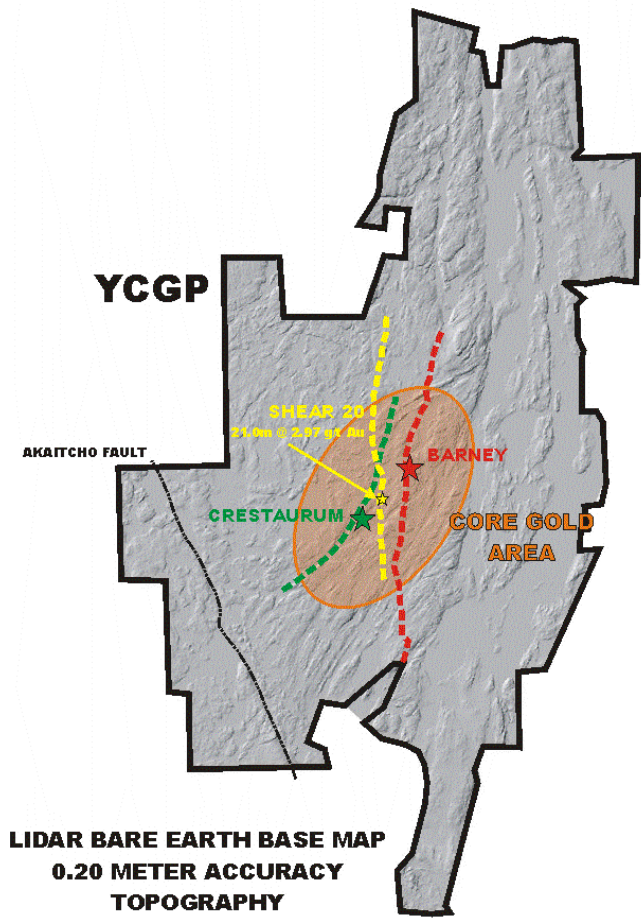 YCGP
SHEAR 20
21.0m @ 2.97 g/t Au
AKAITCHO FAULT
BARNEY
CRESTAURUM
CORE GOLD
AREA
LIDAR BARE EARTH BASE MAP
0.20 METER ACCURACY
TOPOGRAPHY